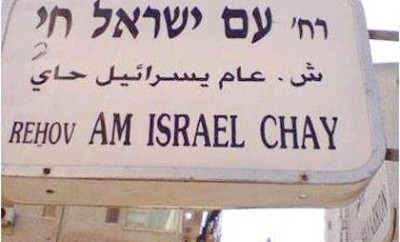 רח' עם ישראל חי
ش. عام يسرائيل حاي
REHOV AM ISRAEL CHAY